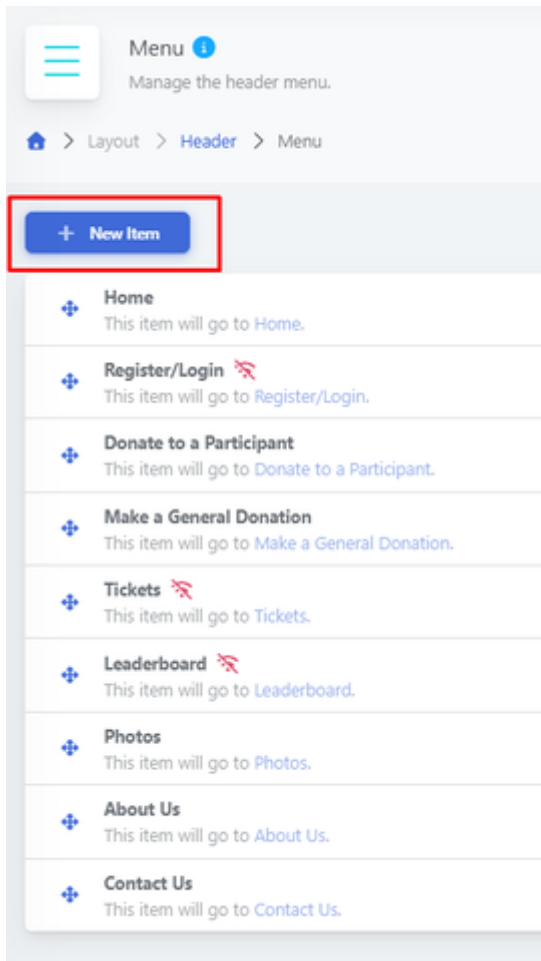 Menu
Manage the header menu.
> Layout > Header > Menu
+ New Item
Home
This item will go to Home.
Register/Login
This item will go to Register/Login.
Donate to a Participant
This item will go to Donate to a Participant.
Make a General Donation
This item will go to Make a General Donation.
Tickets
This item will go to Tickets.
Leaderboard
This item will go to Leaderboard.
Photos
This item will go to Photos.
About Us
This item will go to About Us.
Contact Us
This item will go to Contact Us.